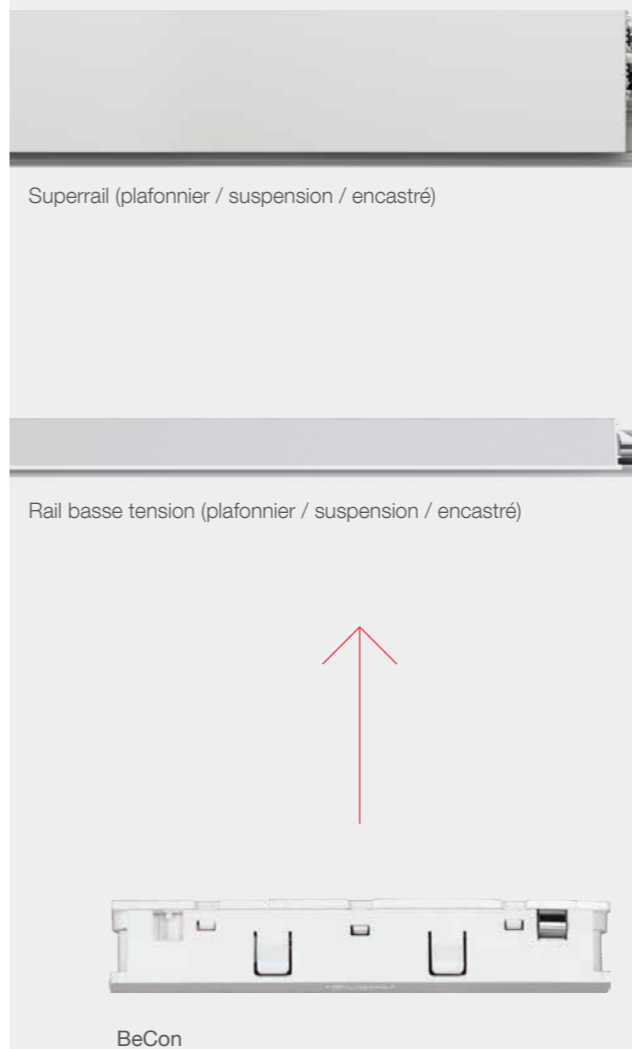 Superrail (plafonnier / suspension / encastré)
Rail basse tension (plafonnier / suspension / encastré)
BeCon